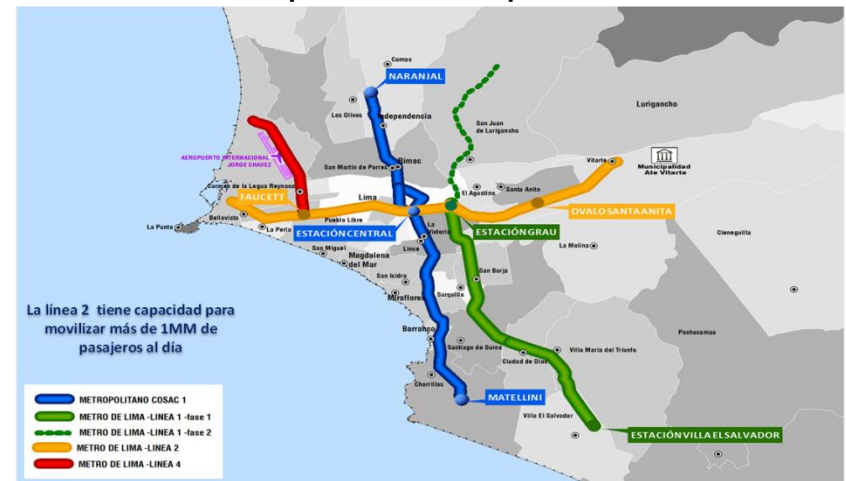 Comas
NARANJAL
Los Olivos
Independencia
San Juan
de Lurigancho
Lurigancho
AEROPUERTO INTERNACIONAL
JORGE CHAVEZ
San Martin de Porres
Rimac
Vitarte
Municipalidad
Ate Vitarte
Carmen de la Legua Reynoso
El Agustino
Santa Anita
FAUCETT
Lima
OVALO SANTA ANITA
Bellavista
Pueblo Libre
La Punta
La Perla
ESTACIÓN CENTRAL
La
Victoria
ESTACIÓN GRAU
Cieneguilla
San Miguel
Lince
La Molina
Magdalena
del Mar
San Isidro
San Borja
Miraflores
Surquillo
La línea 2 tiene capacidad para
movilizar más de 1MM de
pasajeros al día
Barranco
Santiago de Surco
Ciudad de Dios
Villa Maria del Triunfo
Pachacamac
Chorrillos
MATELLINI
Villa El Salvador
ESTACIÓN VILLA EL SALVADOR
METROPOLITANO COSAC 1
METRO DE LIMA -LINEA 1 -fase 1
METRO DE LIMA -LINEA 1 -fase 2
METRO DE LIMA -LINEA 2
METRO DE LIMA -LINEA 4